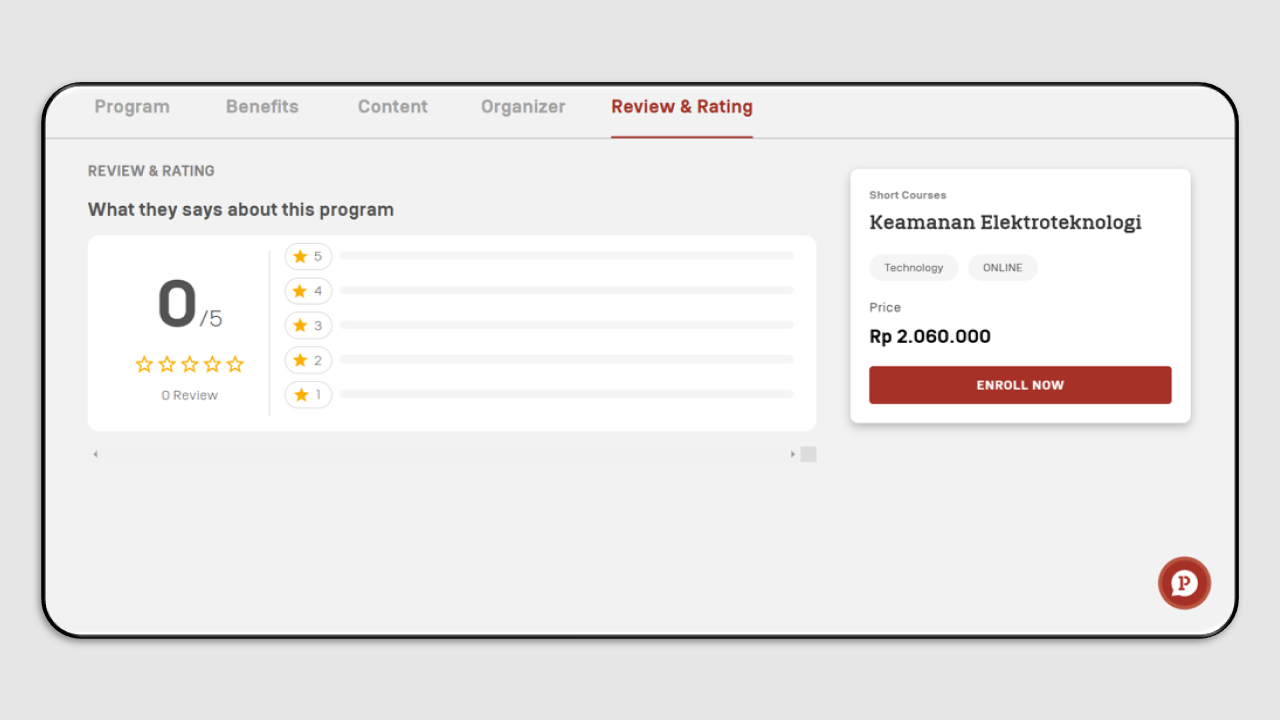 Program Benefits Content Organizer Review & Rating
REVIEW & RATING
What they says about this program
0/5
0 Review
5
4
3
2
1
Short Courses
Keamanan Elektroteknologi
Technology ONLINE
Price
Rp 2.060.000
ENROLL NOW
P